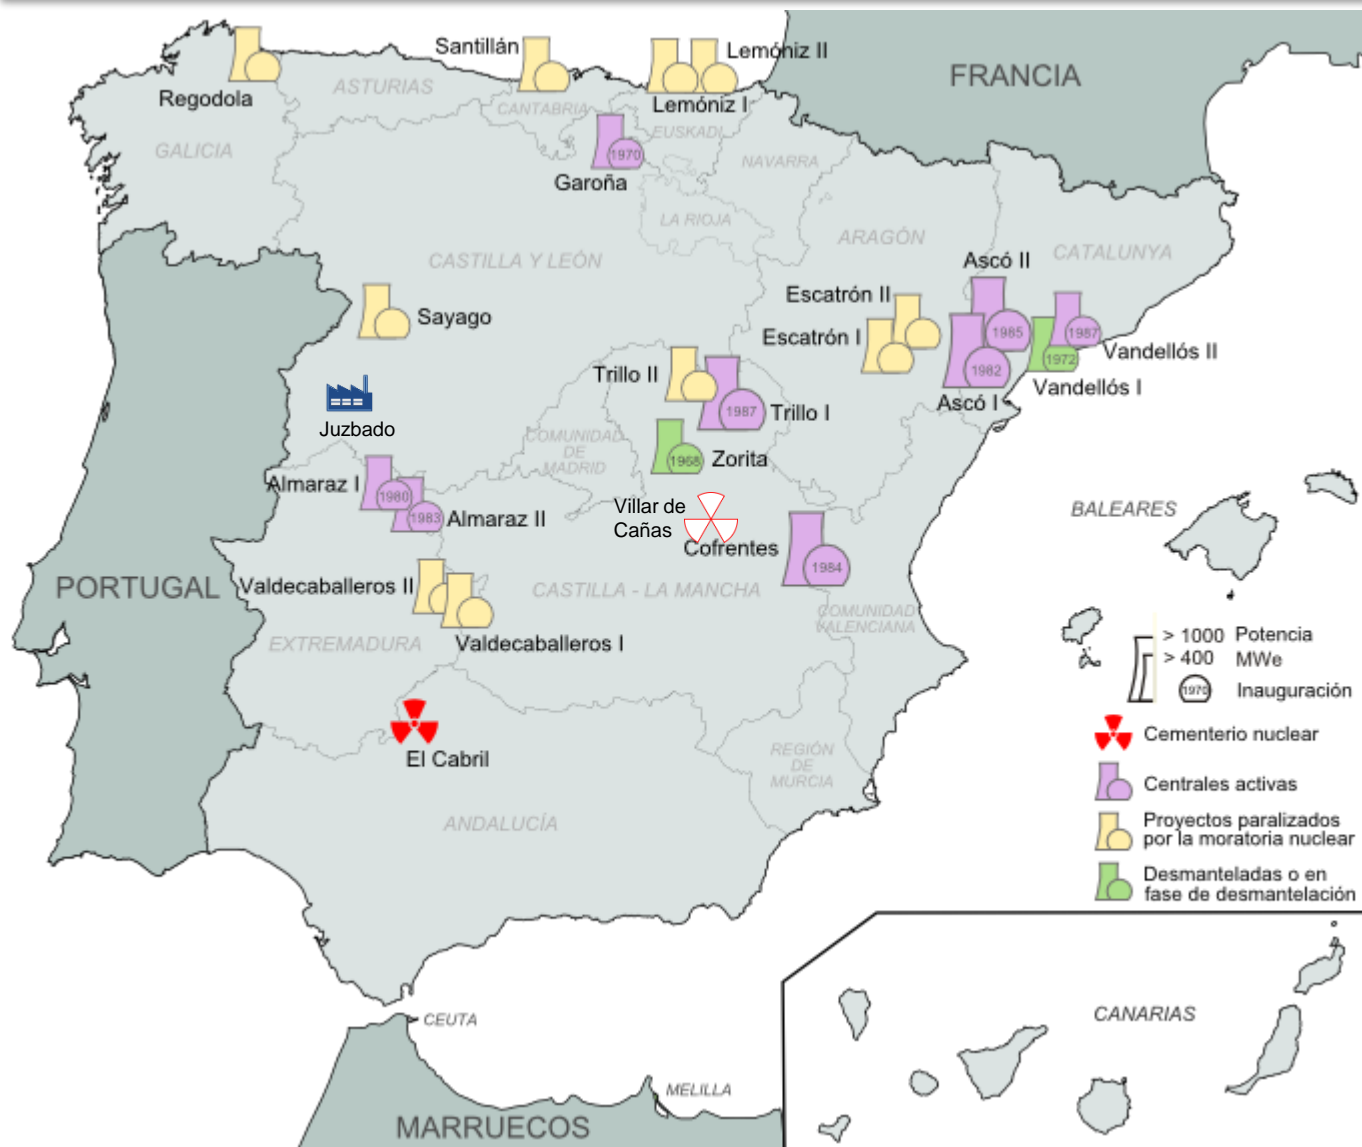 FRANCIA
Santillán
Lemóniz II
Regodola
ASTURIAS
CANTABRIA
Lemóniz I
EUSKADI
GALICIA
1970
NAVARRA
Garoña
LA RIOJA
ARAGÓN
CATALUNYA
CASTILLA Y LEÓN
Ascó II
Escatrón II
Sayago
Escatrón I
1985
1987
Vandellós II
1972
1982
Vandellós I
Ascó I
Trillo II
1987
Trillo I
Juzbado
COMUNIDAD
DE
MADRID
1968
Zorita
Almaraz I
1980
1983
Almaraz II
Villar de
Cañas
Cofrentes
1984
BALEARES
PORTUGAL
Valdecaballeros II
CASTILLA - LA MANCHA
COMUNIDAD
VALENCIANA
EXTREMADURA
Valdecaballeros I
El Cabril
REGIÓN
DE
MURCIA
ANDALUCÍA
> 1000 Potencia
> 400 MWe
1970 Inauguración
Cementerio nuclear
Centrales activas
Proyectos paralizados
por la moratoria nuclear
Desmanteladas o en
fase de desmantelación
CEUTA
CANARIAS
MELILLA
MARRUECOS